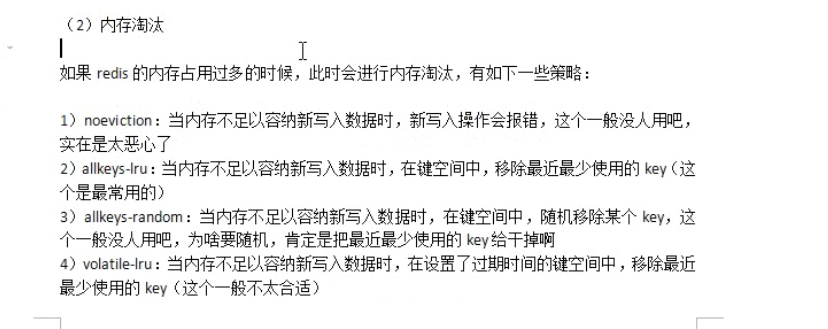 （2）内存淘汰
如果 redis 的内存占用过多的时候，此时会进行内存淘汰，有如下一些策略：
1）noeviction：当内存不足以容纳新写入数据时，新写入操作会报错，这个一般没人用吧，
实在是太恶心了
2）allkeys-lru：当内存不足以容纳新写入数据时，在键空间中，移除最近最少使用的 key（这
个是最常用的）
3）allkeys-random：当内存不足以容纳新写入数据时，在键空间中，随机移除某个 key，这
个一般没人用吧，为啥要随机，肯定是把最近最少使用的 key 给干掉啊
4）volatile-lru：当内存不足以容纳新写入数据时，在设置了过期时间的键空间中，移除最近
最少使用的 key（这个一般不太合适）